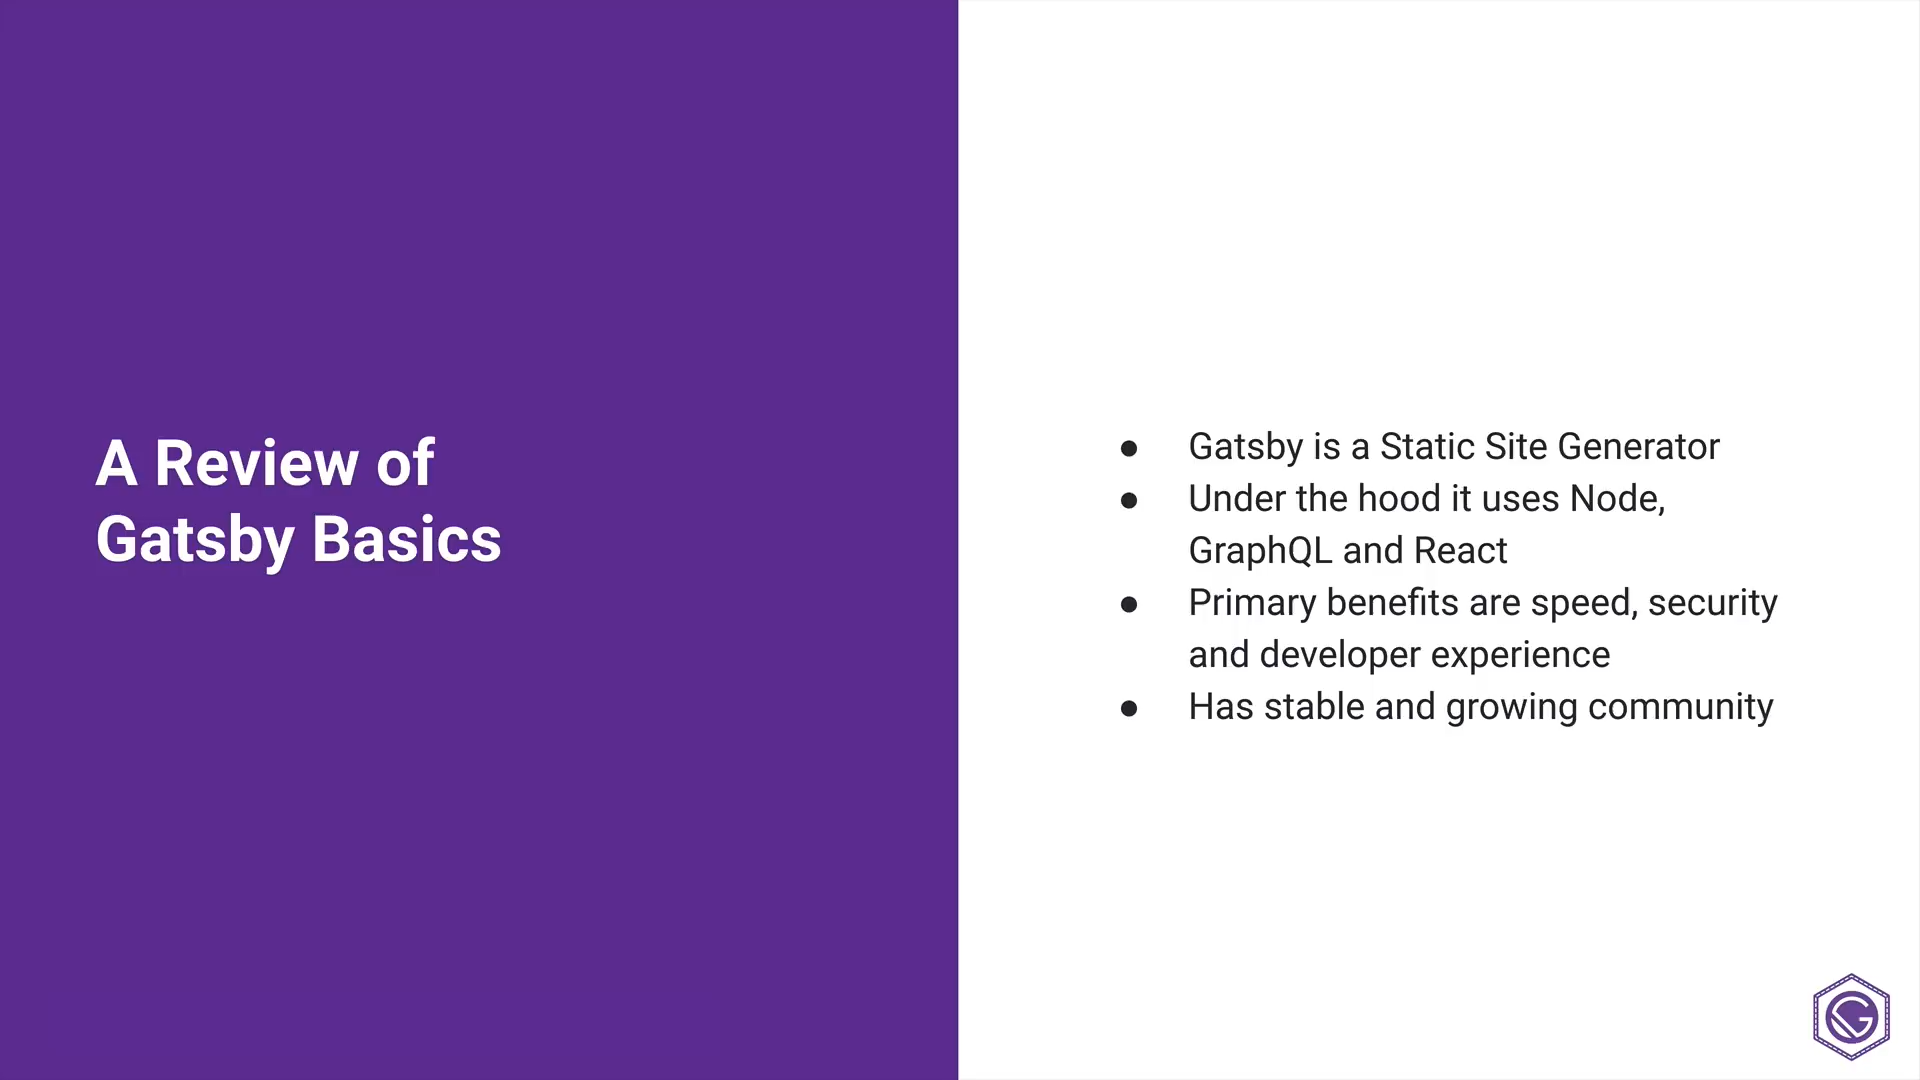 A Review of
Gatsby Basics
● Gatsby is a Static Site Generator
● Under the hood it uses Node,
GraphQL and React
● Primary benefits are speed, security
and developer experience
● Has stable and growing community